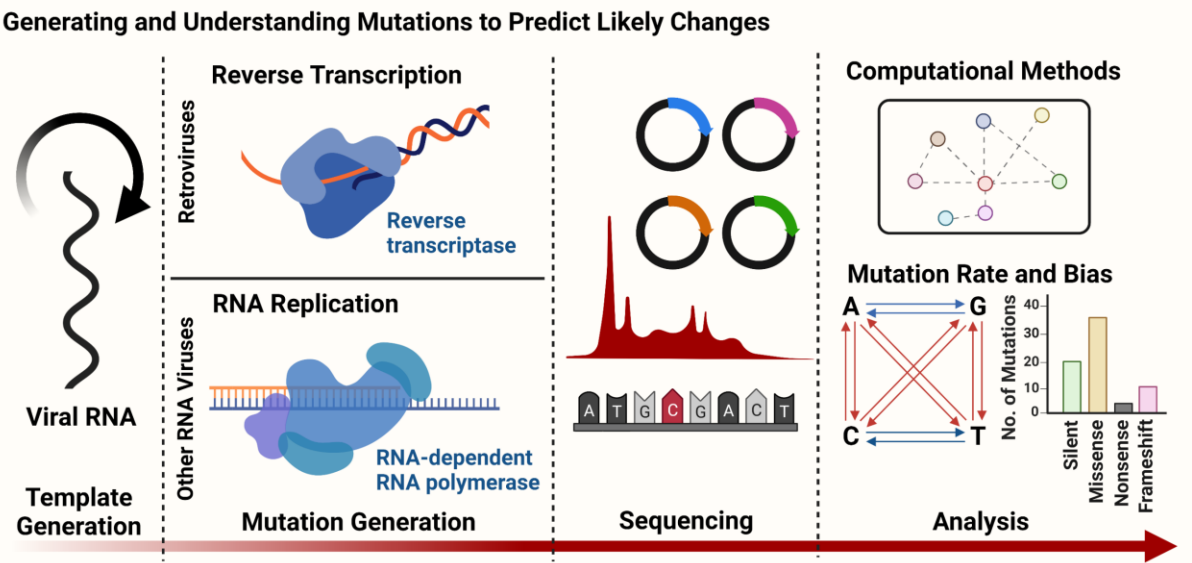 Generating and Understanding Mutations to Predict Likely Changes
Viral RNA
Template
Generation
Reverse Transcription
Retroviruses
Reverse
transcriptase
RNA Replication
Other RNA Viruses
RNA-dependent
RNA polymerase
Mutation Generation
A T G C G A C T
Sequencing
Computational Methods
Mutation Rate and Bias
A G
C T
No. of Mutations
40
30
20
10
0
Silent
Missense
Nonsense
Frameshift
Analysis